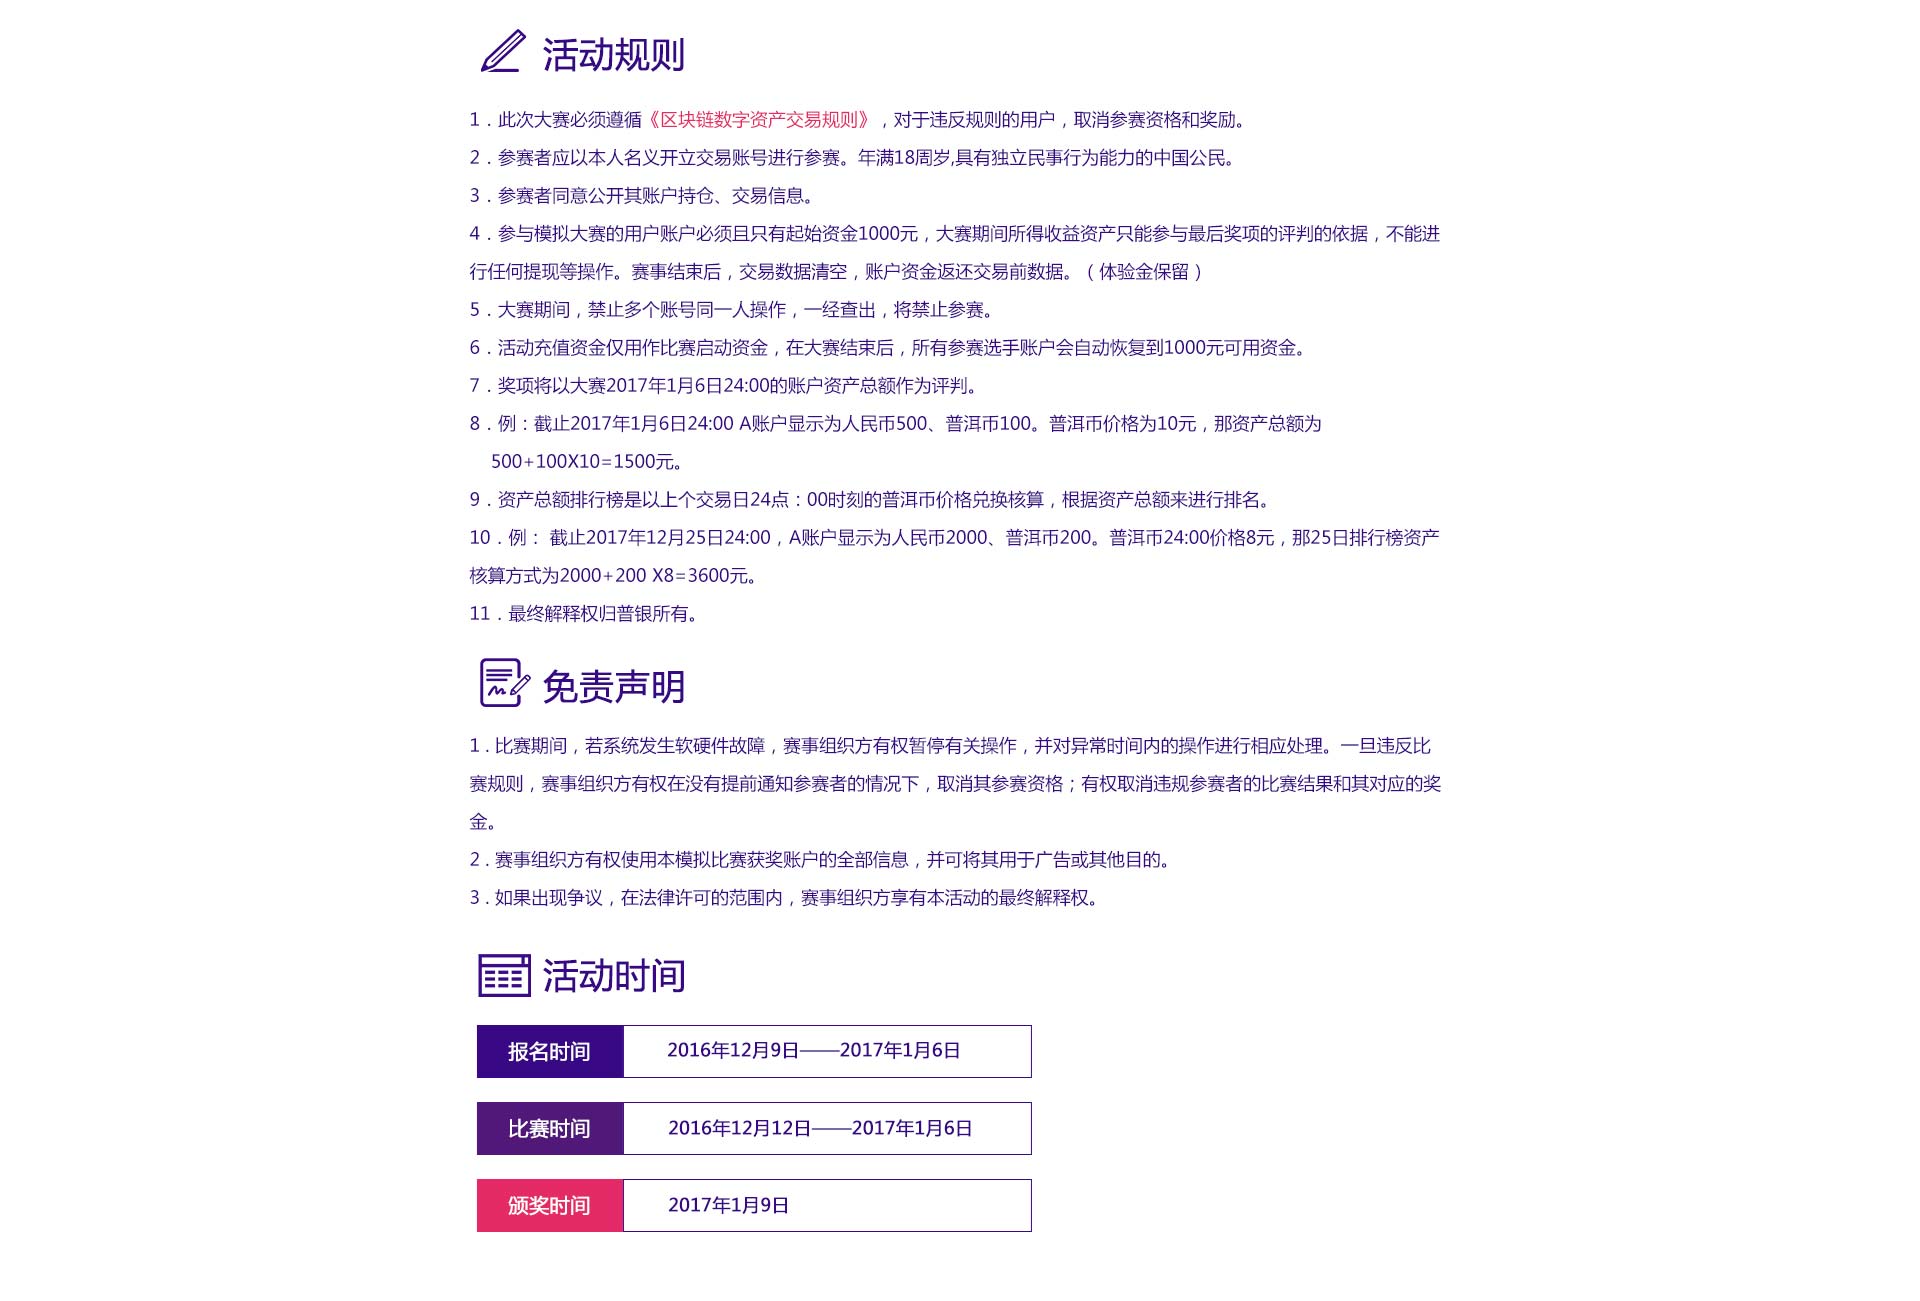 活动规则
1．此次大赛必须遵循《区块链数字资产交易规则》，对于违反规则的用户，取消参赛资格和奖励。
2．参赛者应以本人名义开立交易账号进行参赛。年满18周岁,具有独立民事行为能力的中国公民。
3．参赛者同意公开其账户持仓、交易信息。
4．参与模拟大赛的用户账户必须且只有起始资金1000元，大赛期间所得收益资产只能参与最后奖项的评判的依据，不能进
行任何提现等操作。赛事结束后，交易数据清空，账户资金返还交易前数据。（体验金保留）
5．大赛期间，禁止多个账号同一人操作，一经查出，将禁止参赛。
6．活动充值资金仅用作比赛启动资金，在大赛结束后，所有参赛选手账户会自动恢复到1000元可用资金。
7．奖项将以大赛2017年1月6日24:00的账户资产总额作为评判。
8．例：截止2017年1月6日24:00 A账户显示为人民币500、普洱币100。普洱币价格为10元，那资产总额为
500+100X10=1500元。
9．资产总额排行榜是以上个交易日24点：00时刻的普洱币价格兑换核算，根据资产总额来进行排名。
10．例： 截止2017年12月25日24:00，A账户显示为人民币2000、普洱币200。普洱币24:00价格8元，那25日排行榜资产
核算方式为2000+200 X8=3600元。
11．最终解释权归普银所有。
免责声明
1 . 比赛期间，若系统发生软硬件故障，赛事组织方有权暂停有关操作，并对异常时间内的操作进行相应处理。一旦违反比
赛规则，赛事组织方有权在没有提前通知参赛者的情况下，取消其参赛资格；有权取消违规参赛者的比赛结果和其对应的奖
金。
2 . 赛事组织方有权使用本模拟比赛获奖账户的全部信息，并可将其用于广告或其他目的。
3 . 如果出现争议，在法律许可的范围内，赛事组织方享有本活动的最终解释权。
活动时间
报名时间 2016年12月9日——2017年1月6日
比赛时间 2016年12月12日——2017年1月6日
颁奖时间 2017年1月9日